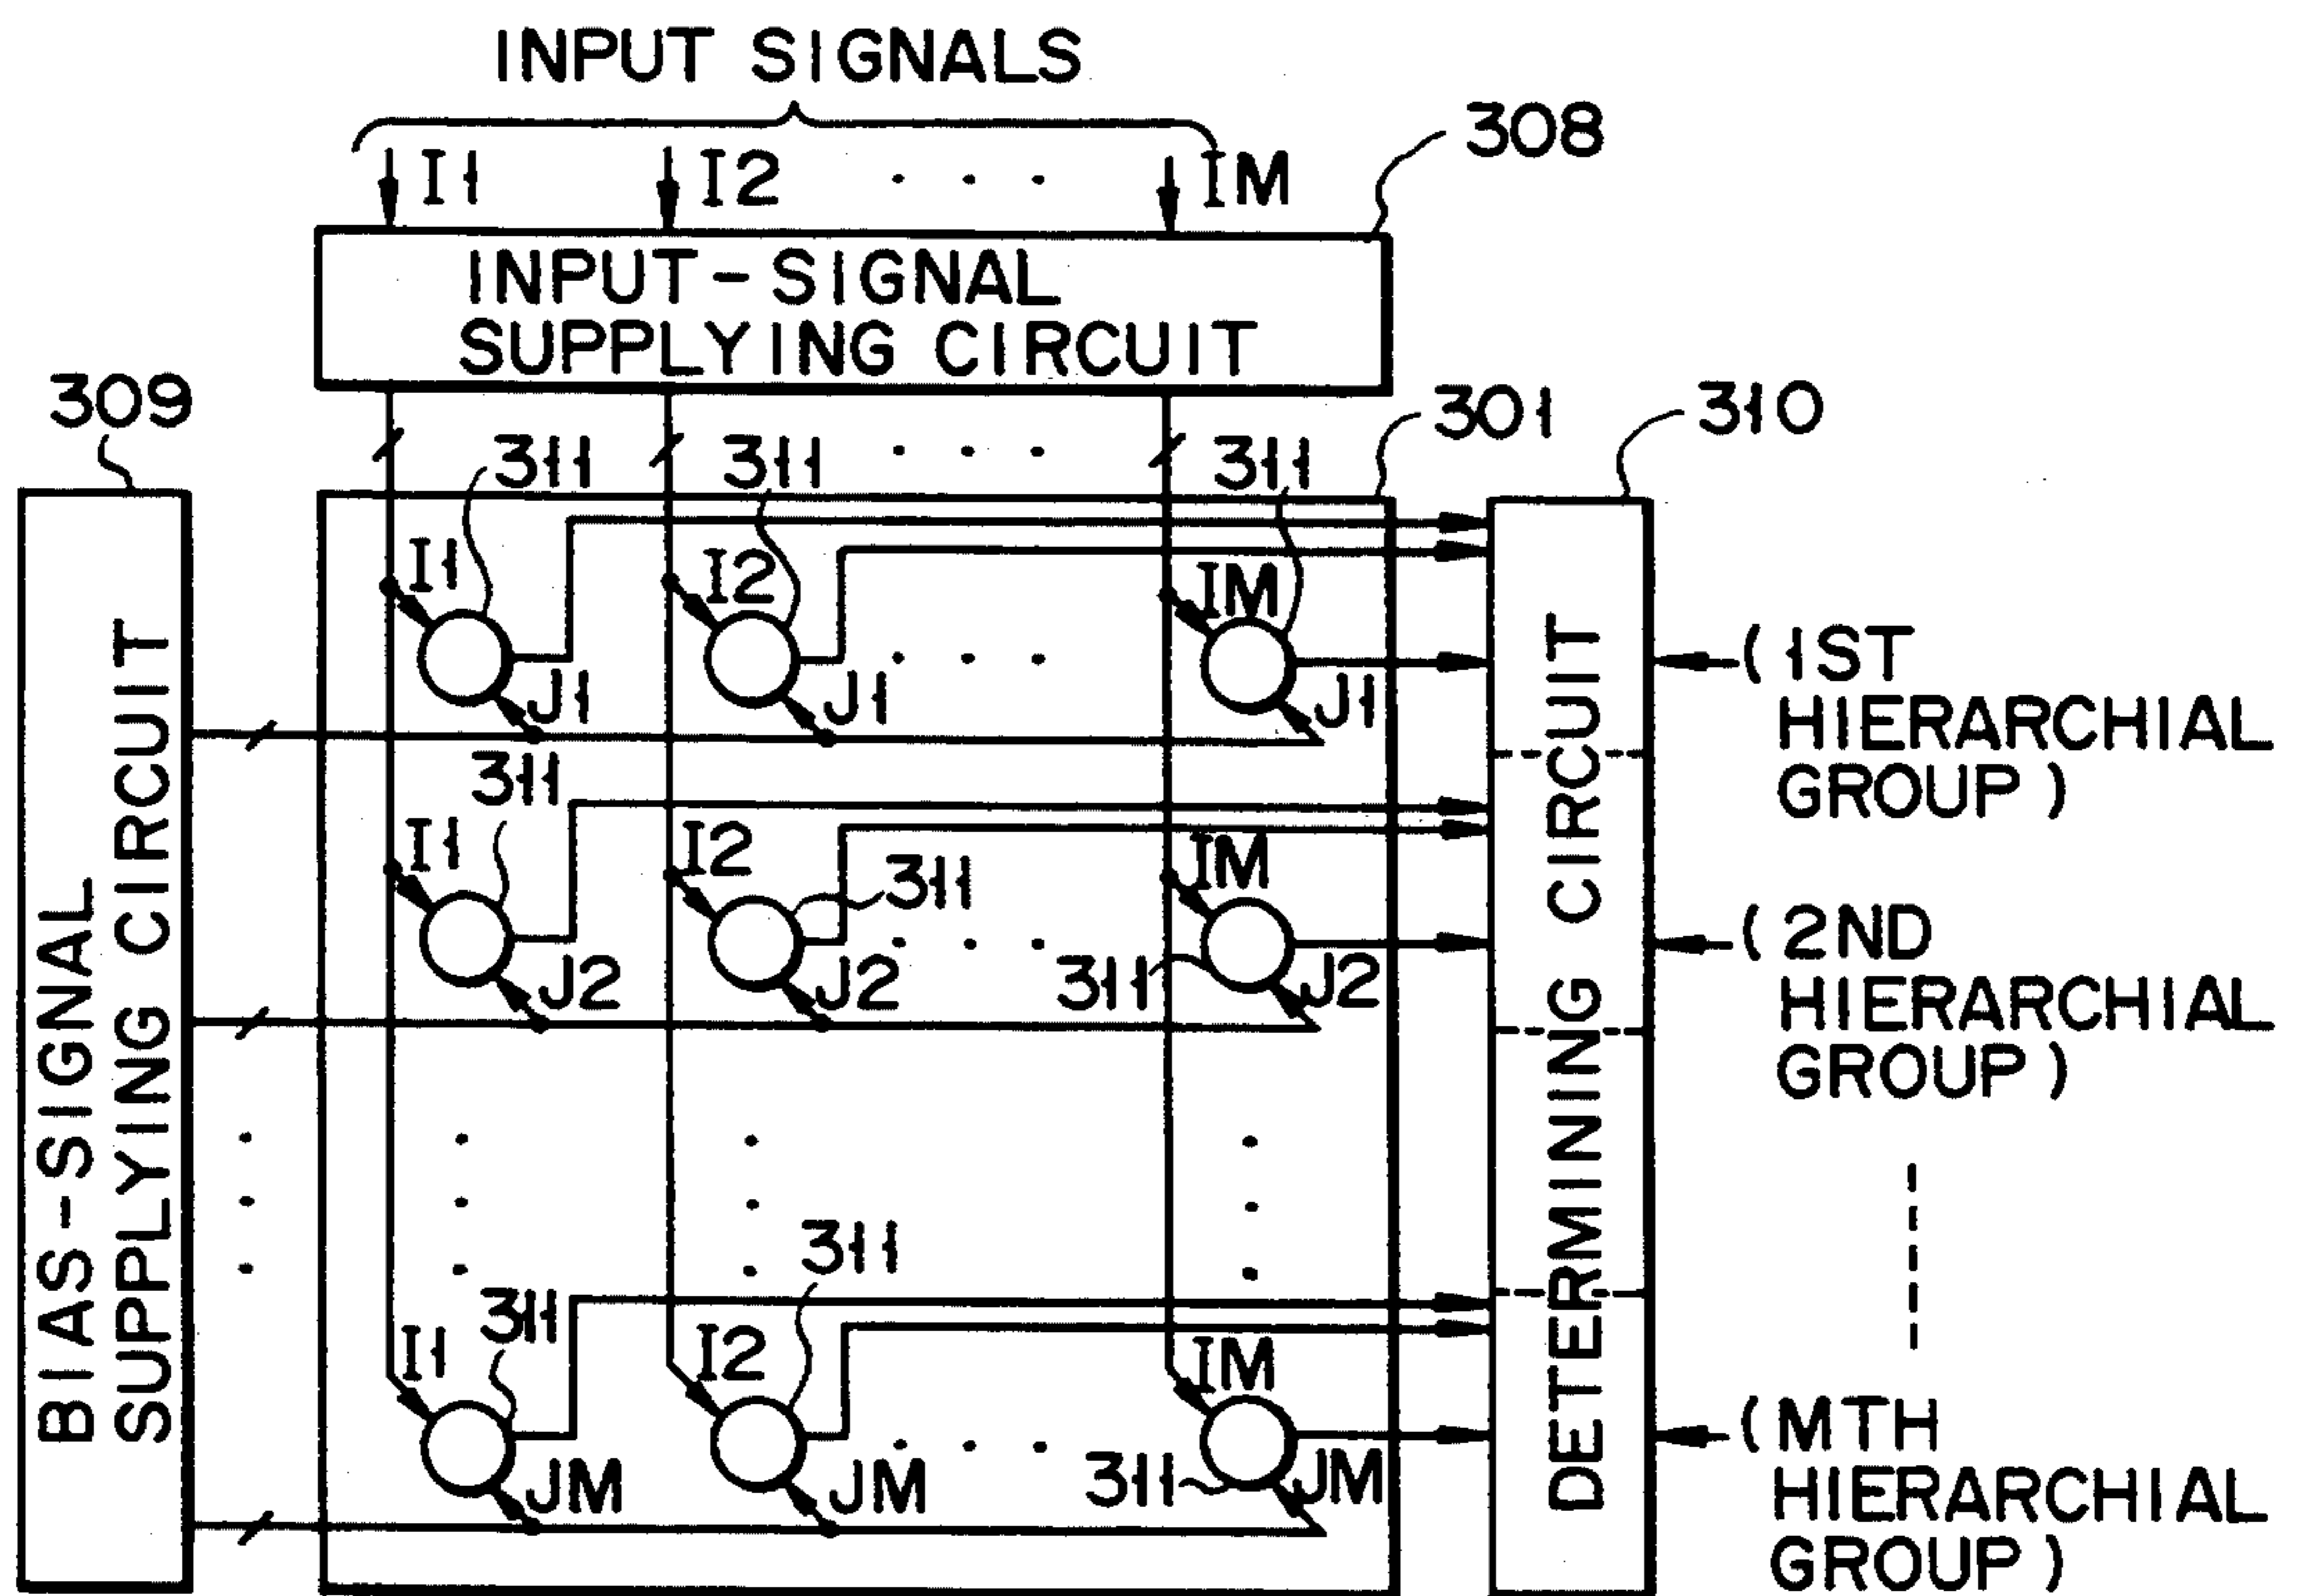 INPUT SIGNALS
308
I1 I2 . . . IM
INPUT-SIGNAL
SUPPLYING CIRCUIT
309
301
310
311 311 . . . 311
I1 I2 IM
. . .
J1 J1 J1
(1ST
HIERARCHIAL
GROUP)
311
I1 I2 IM
311
. . .
311
J2 J2 J2
(2ND
HIERARCHIAL
GROUP)
BIAS-SIGNAL
SUPPLYING CIRCUIT
DETERMINING CIRCUIT
311
311
I1 I2 IM
. . .
311
JM JM JM
(MTH
HIERARCHIAL
GROUP)